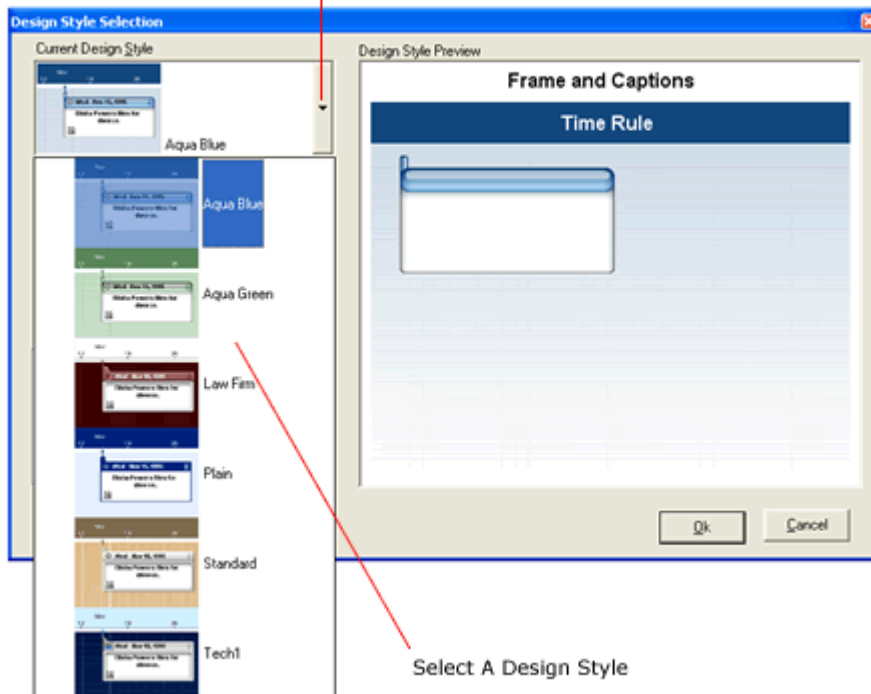 Design Style Selection
Current Design Style
Design Style Preview
Aqua Blue
Frame and Captions
Time Rule
Aqua Blue
Aqua Green
Law Firm
Plain
Standard
Tech1
Ok
Cancel
Select A Design Style